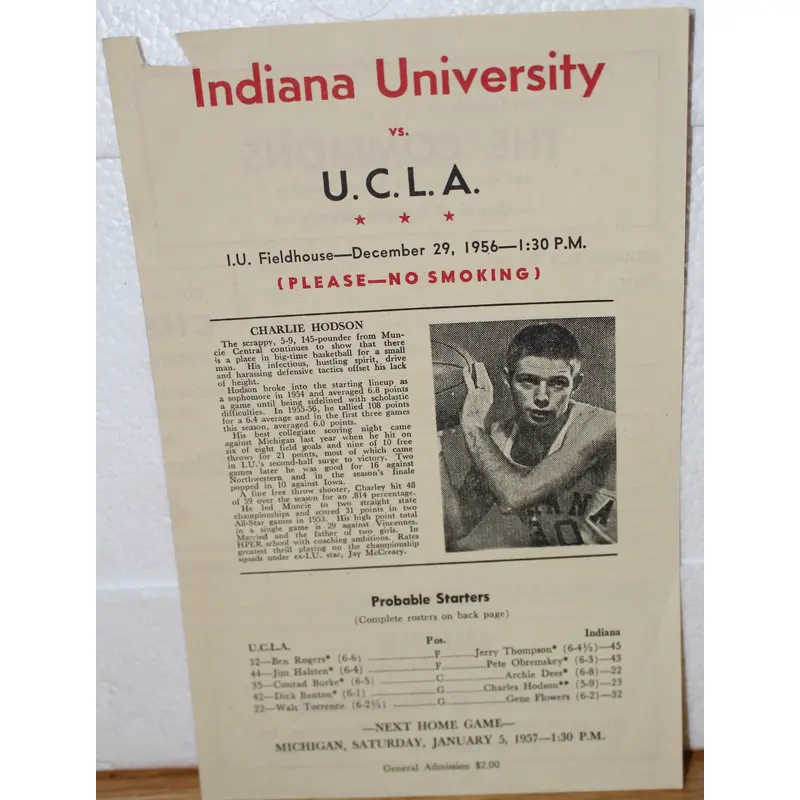 Indiana University
vs.
U.C.L.A.
★ ★ ★
I.U. Fieldhouse—December 29, 1956—1:30 P.M.
(PLEASE—NO SMOKING)
CHARLIE HODSON
The scrappy, 5-9, 145-pounder from Mun-
cie Central continues to show that there
is a place in big-time basketball for a small
man. His infectious, hustling spirit, drive
and harassing defensive tactics offset his lack
of height.
Hodson broke into the starting lineup as
a sophomore in 1954 and averaged 6.8 points
a game until being sidelined with scholastic
difficulties. In 1955-56, he tallied 108 points
for a 6.4 average and in the first three games
this season, averaged 6.0 points.
His best collegiate scoring night came
against Michigan last year when he hit on
six of eight field goals and nine of 10 free
throws for 21 points, most of which came
in I.U.'s second-half surge to victory. Two
games later he was good for 16 against
Northwestern and in the season's finale
popped in 10 against Iowa.
A fine free throw shooter, Charley hit 48
of 59 over the season for an .814 percentage.
He led Muncie to two straight state
championships and scored 31 points in two
All-Star games in 1953. His high point total
in a single game is 29 against Vincennes.
Married and the father of two girls. In
HPER school with coaching ambitions. Rates
greatest thrill playing on the championship
squads under ex-I.U. star, Jay McCreary.
ANA
30
Probable Starters
(Complete rosters on back page)
U.C.L.A. Pos. Indiana
32—Ben Rogers* (6-6) F Jerry Thompson* (6-4½)—45
44—Jim Halsten* (6-4) F Pete Obremskey* (6-3)—43
35—Conrad Burke* (6-5) C Archie Dees* (6-8)—22
42—Dick Banton* (6-1) G Charles Hodson** (5-9)—23
22—Walt Torrence (6-2½) G Gene Flowers (6-2)—32
—NEXT HOME GAME—
MICHIGAN, SATURDAY, JANUARY 5, 1957—1:30 P.M.
General Admission $2.00